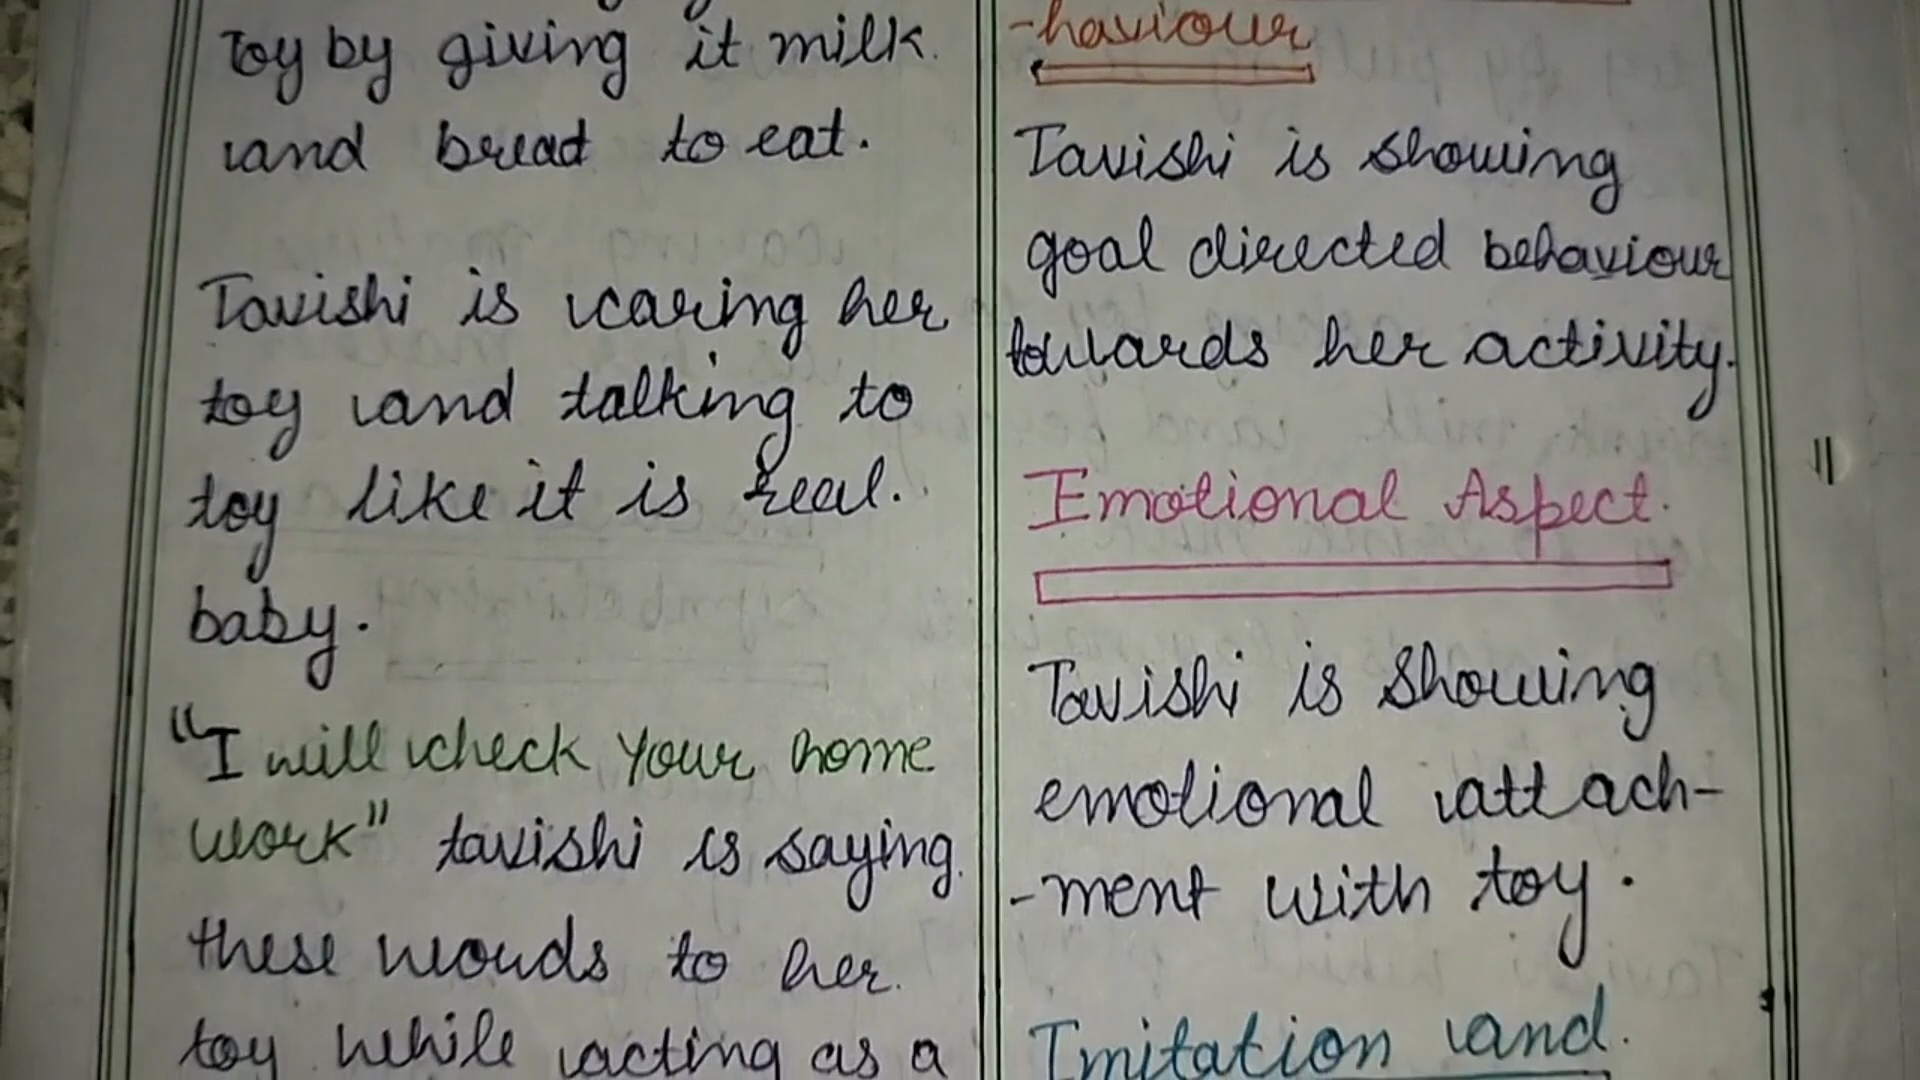 toy by giving it milk.
and bread to eat.
Tavishi is caring her
toy and talking to
toy like it is real.
baby.
"I will check your home
work" tavishi is saying.
these words to her.
toy while acting as a
-haviour
Tavishi is showing
goal directed behaviour
towards her activity.
Emotional Aspect.
Tavishi is showing
emotional attach-
-ment with toy.
Imitation and.